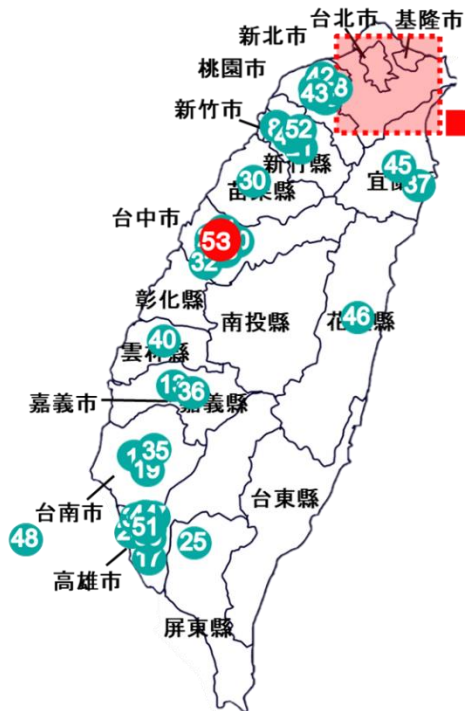 台北市
基隆市
新北市
桃園市
42
43
8
新竹市
52
新竹縣
45
宜
37
30
苗栗縣
台中市
53
32
彰化縣
南投縣
花
縣
46
40
雲林縣
13
36
嘉義市
嘉義縣
35
19
台南市
台東縣
51
48
25
17
高雄市
屏東縣